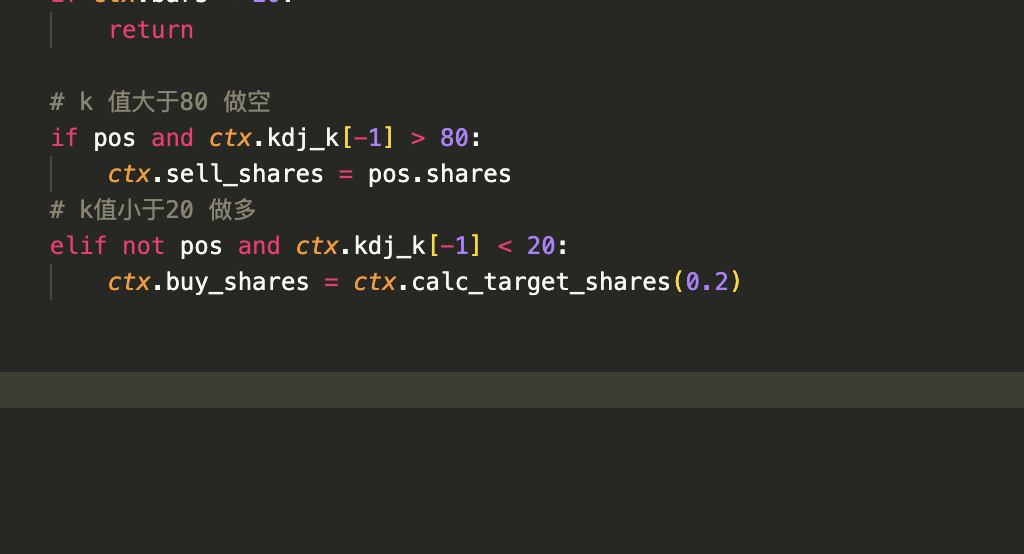 return
# k 值大于80 做空
if pos and ctx.kdj_k[-1] > 80:
ctx.sell_shares = pos.shares
# k值小于20 做多
elif not pos and ctx.kdj_k[-1] < 20:
ctx.buy_shares = ctx.calc_target_shares(0.2)